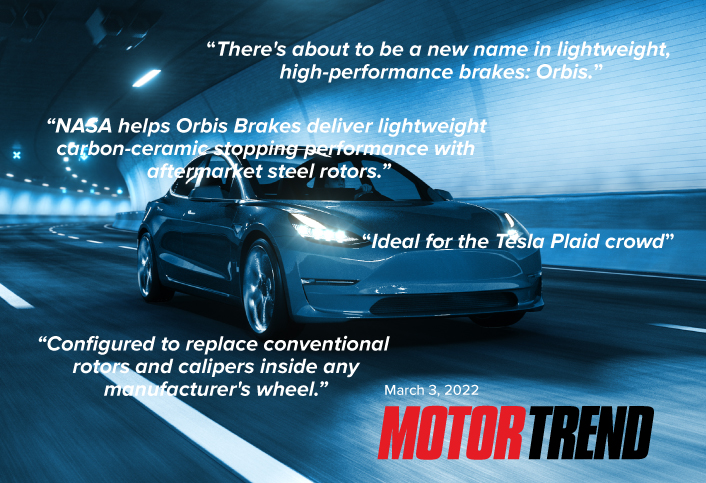 “There's about to be a new name in lightweight,
high-performance brakes: Orbis.”
“NASA helps Orbis Brakes deliver lightweight
carbon-ceramic stopping performance with
aftermarket steel rotors.”
“Ideal for the Tesla Plaid crowd”
“Configured to replace conventional
rotors and calipers inside any
manufacturer's wheel.”
March 3, 2022
MOTORTREND